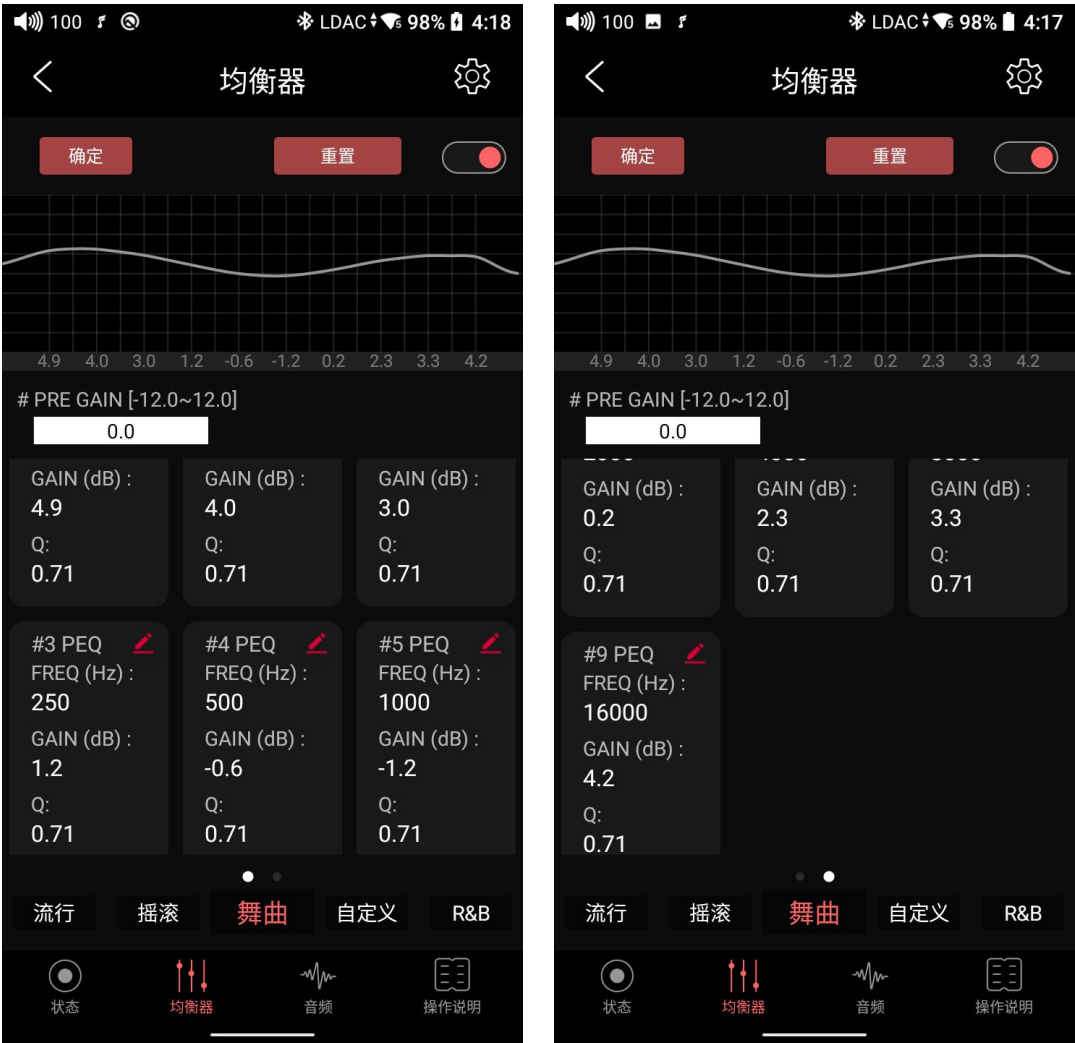 100 LDAC 5 98% 4:18
均衡器
确定 重置
4.9 4.0 3.0 1.2 -0.6 -1.2 0.2 2.3 3.3 4.2
# PRE GAIN [-12.0~12.0]
0.0
GAIN (dB) : GAIN (dB) : GAIN (dB) :
4.9 4.0 3.0
Q: Q: Q:
0.71 0.71 0.71
#3 PEQ #4 PEQ #5 PEQ
FREQ (Hz) : FREQ (Hz) : FREQ (Hz) :
250 500 1000
GAIN (dB) : GAIN (dB) : GAIN (dB) :
1.2 -0.6 -1.2
Q: Q: Q:
0.71 0.71 0.71
流行 摇滚 舞曲 自定义 R&B
状态 均衡器 音频 操作说明
100 LDAC 5 98% 4:17
均衡器
确定 重置
4.9 4.0 3.0 1.2 -0.6 -1.2 0.2 2.3 3.3 4.2
# PRE GAIN [-12.0~12.0]
0.0
GAIN (dB) : GAIN (dB) : GAIN (dB) :
0.2 2.3 3.3
Q: Q: Q:
0.71 0.71 0.71
#9 PEQ
FREQ (Hz) :
16000
GAIN (dB) :
4.2
Q:
0.71
流行 摇滚 舞曲 自定义 R&B
状态 均衡器 音频 操作说明